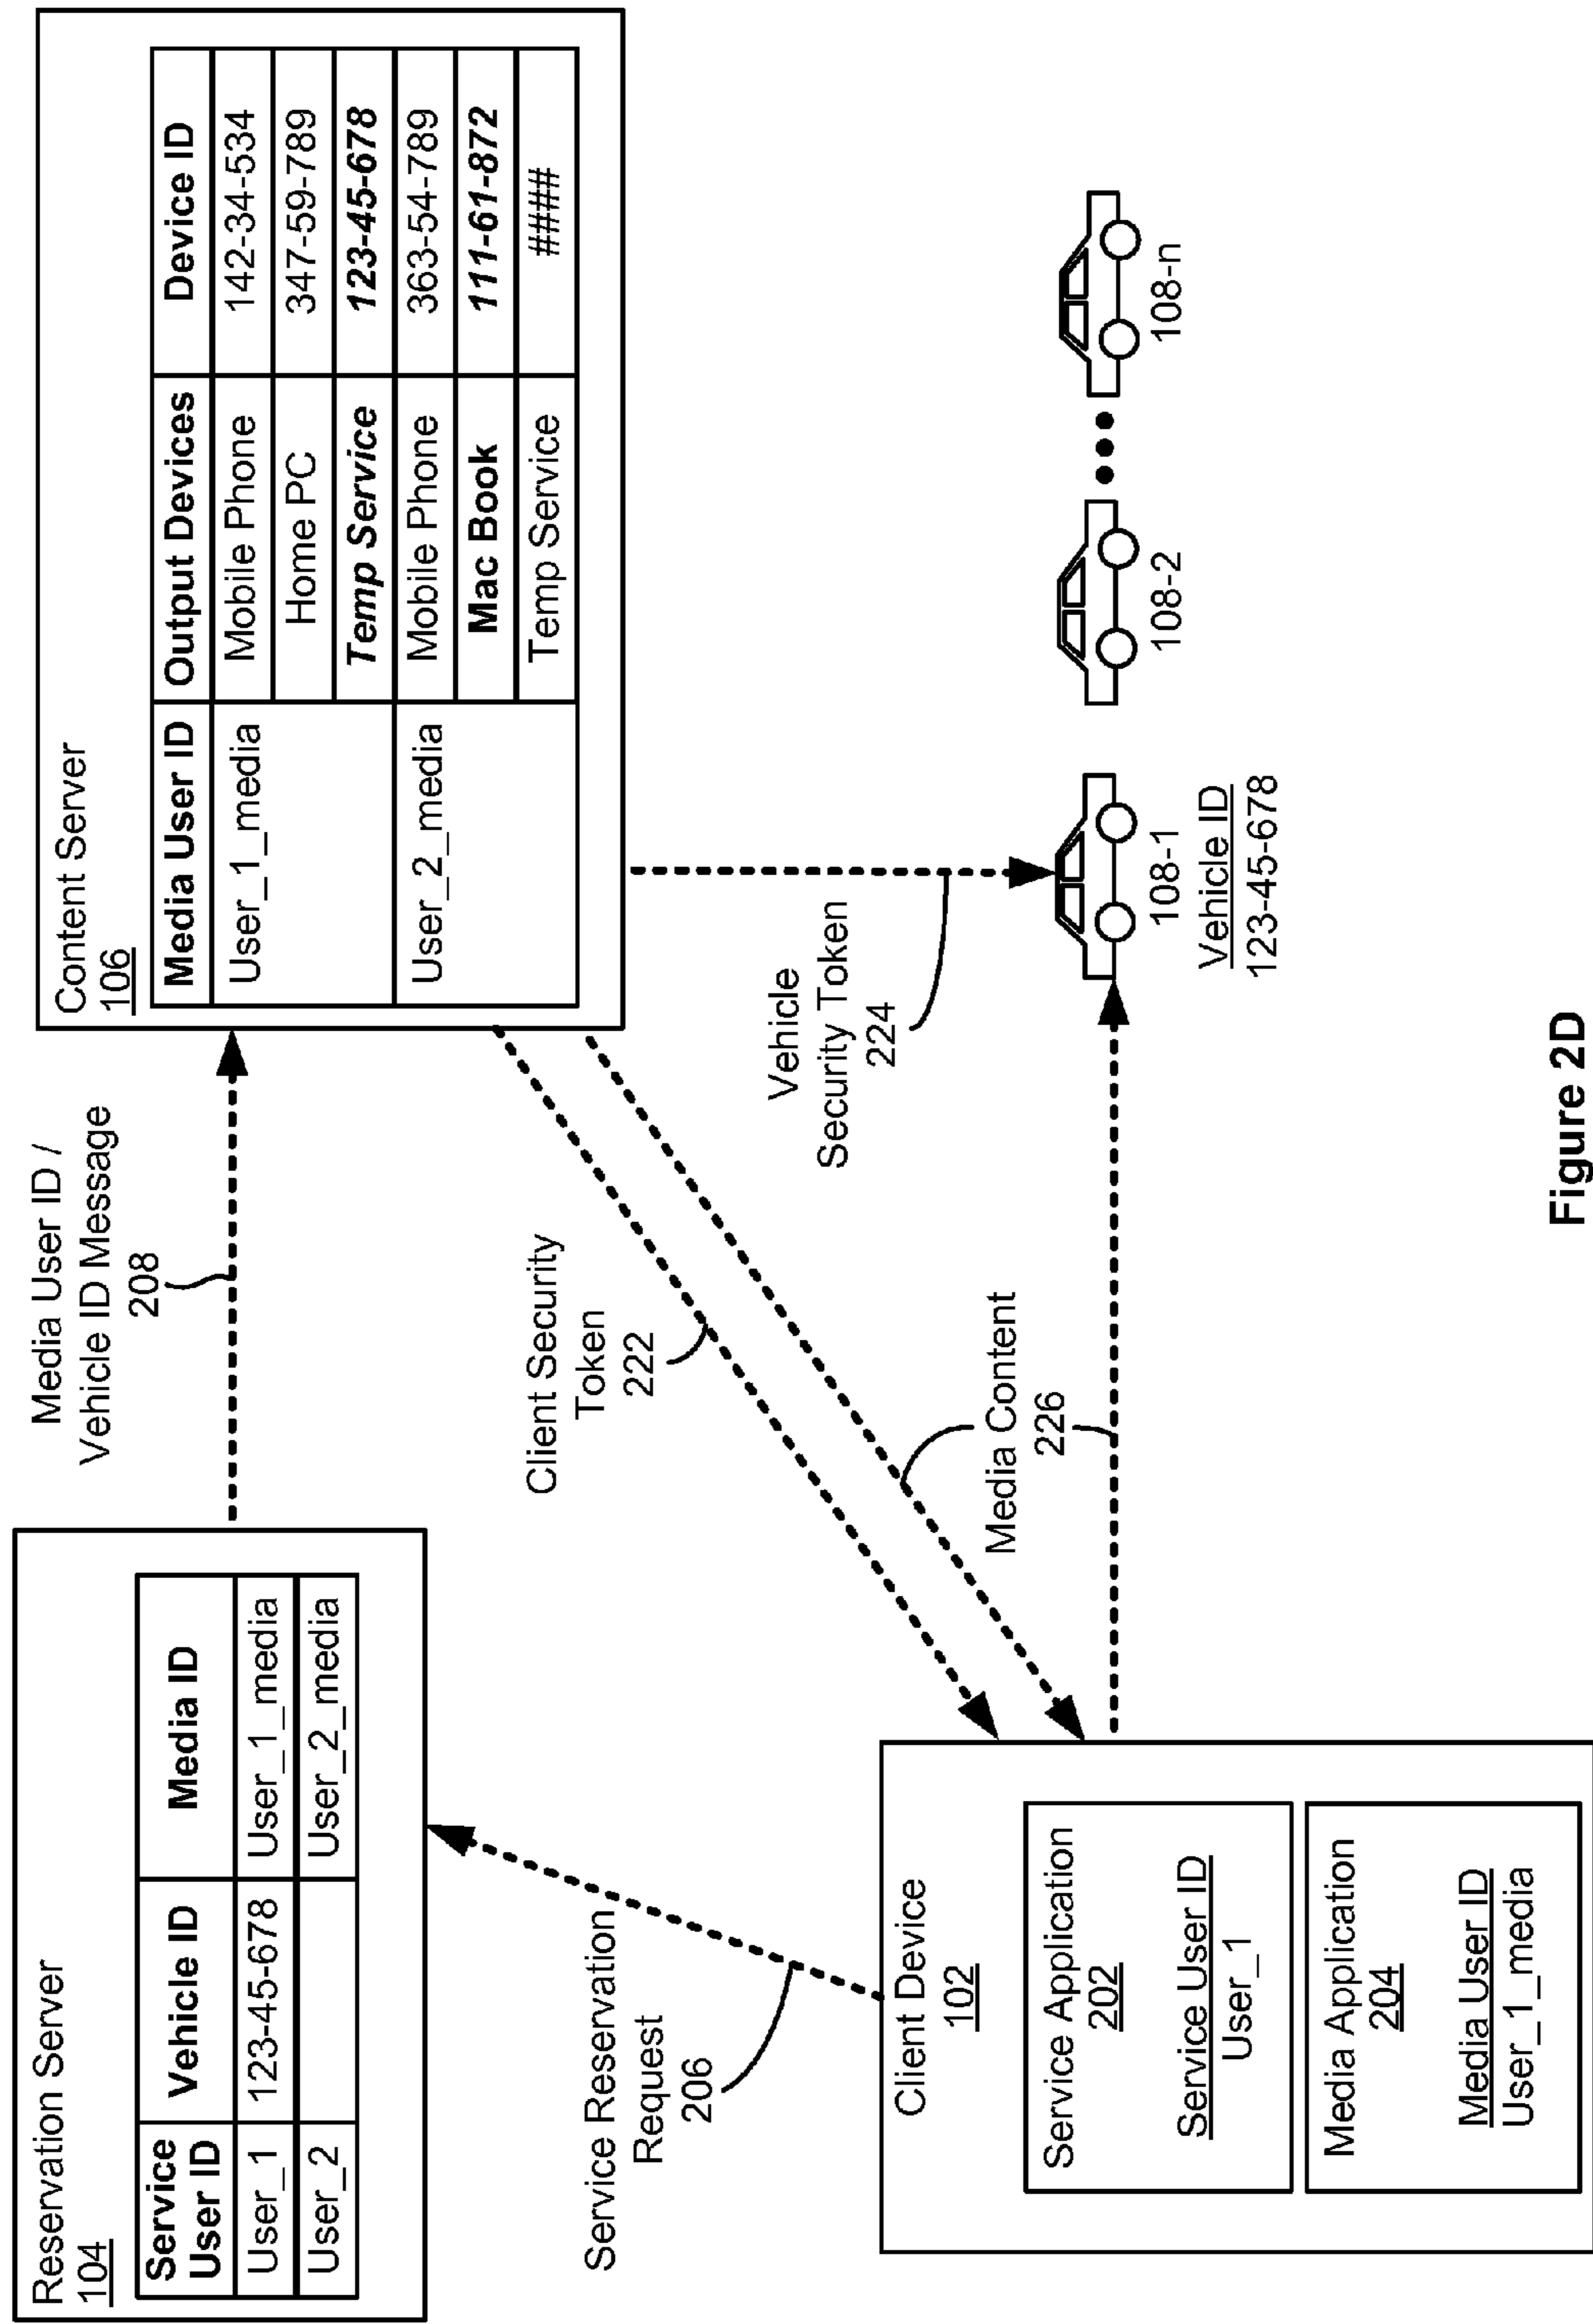 Reservation Server
104
Service User ID Vehicle ID Media ID
User_1 123-45-678 User_1_media
User_2 User_2_media
Media User ID /
Vehicle ID Message
208
Content Server
106
Media User ID Output Devices Device ID
User_1_media Mobile Phone 142-34-534
Home PC 347-59-789
Temp Service 123-45-678
User_2_media Mobile Phone 363-54-789
Mac Book 111-61-872
Temp Service ####
Service Reservation
Request
206
Client Security
Token
222
Vehicle
Security Token
224
Media Content
226
Client Device
102
Service Application
202
Service User ID
User_1
Media Application
204
Media User ID
User_1_media
108-1
Vehicle ID
123-45-678
108-2
108-n
Figure 2D